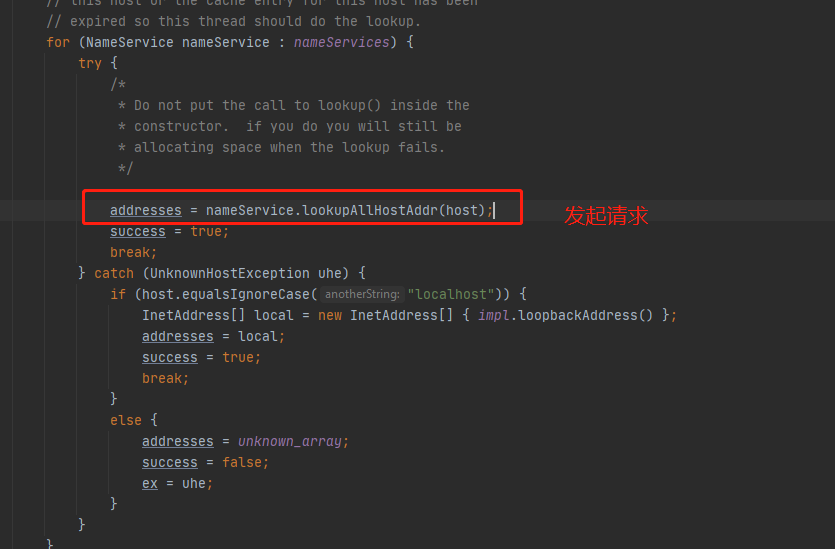 // this host or the cache entry for this host has been
// expired so this thread should do the lookup.
for (NameService nameService : nameServices) {
try {
/*
* Do not put the call to lookup() inside the
* constructor.  if you do you will still be
* allocating space when the lookup fails.
*/
addresses = nameService.lookupAllHostAddr(host); 发起请求
success = true;
break;
} catch (UnknownHostException uhe) {
if (host.equalsIgnoreCase( anotherString: "localhost")) {
InetAddress[] local = new InetAddress[] { impl.loopbackAddress() };
addresses = local;
success = true;
break;
}
else {
addresses = unknown_array;
success = false;
ex = uhe;
}
}
}